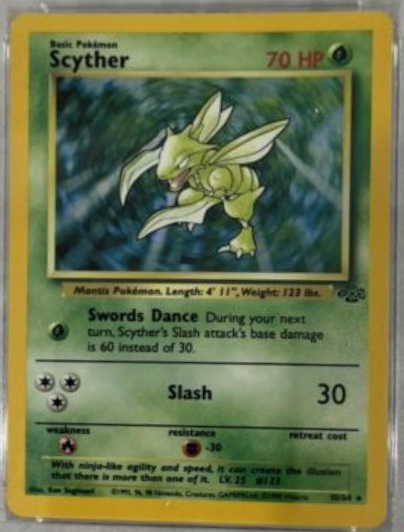 Basic Pokémon
Scyther
70 HP
Mantis Pokémon. Length: 4' 11", Weight: 123 lbs.
Swords Dance During your next
turn, Scyther's Slash attack's base damage
is 60 instead of 30.
Slash 30
weakness resistance retreat cost
-30
With ninja-like agility and speed, it can create the illusion
that there is more than one of it. LV. 25 #123
Illus. Ken Sugimori ©1995, 96, 98 Nintendo, Creatures, GAMEFREAK. ©1999 Wizards. 10/64